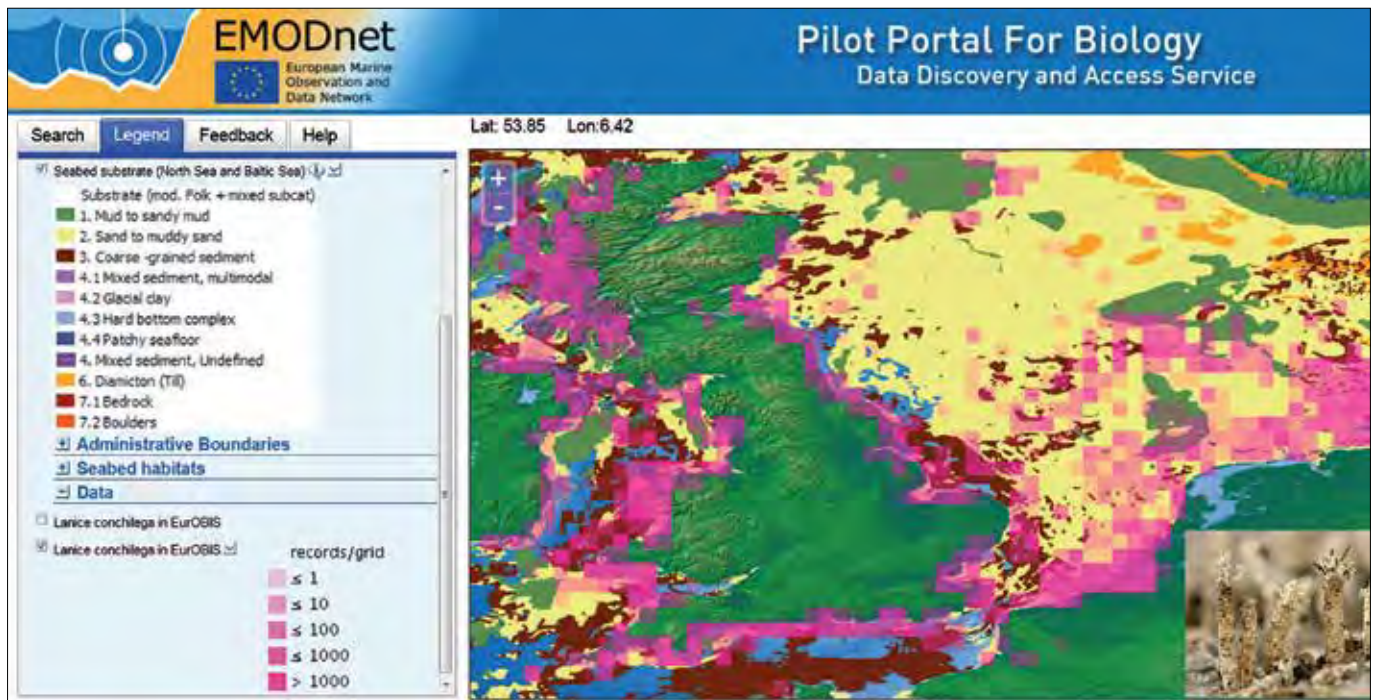 EMODnet
European Marine
Observation and
Data Network
Pilot Portal For Biology
Data Discovery and Access Service
Search
Legend
Feedback
Help
Lat: 53.85 Lon:6.42
Seabed substrate (North Sea and Baltic Sea)
Substrate (mod. Folk + mixed subcat)
1. Mud to sandy mud
2. Sand to muddy sand
3. Coarse -grained sediment
4.1 Mixed sediment, multimodal
4.2 Glacial clay
4.3 Hard bottom complex
4.4 Patchy seafloor
4. Mixed sediment, Undefined
6. Diamicton (Till)
7.1 Bedrock
7.2 Boulders
Administrative Boundaries
Seabed habitats
Data
Lanice conchilega in EurOBIS
Lanice conchilega in EurOBIS
records/grid
≤ 1
≤ 10
≤ 100
≤ 1000
> 1000